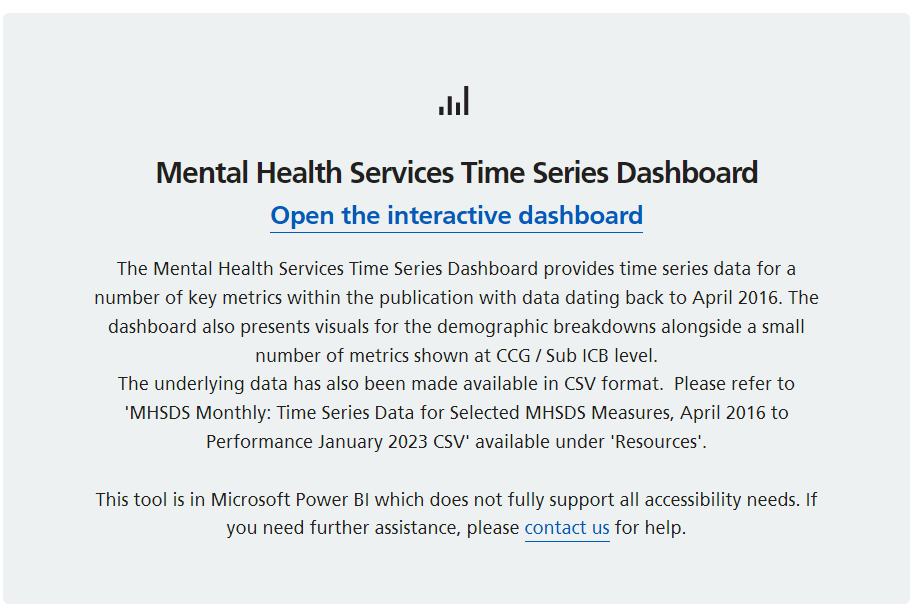 Mental Health Services Time Series Dashboard
Open the interactive dashboard
The Mental Health Services Time Series Dashboard provides time series data for a
number of key metrics within the publication with data dating back to April 2016. The
dashboard also presents visuals for the demographic breakdowns alongside a small
number of metrics shown at CCG / Sub ICB level.
The underlying data has also been made available in CSV format.  Please refer to
'MHSDS Monthly: Time Series Data for Selected MHSDS Measures, April 2016 to
Performance January 2023 CSV' available under 'Resources'.
This tool is in Microsoft Power BI which does not fully support all accessibility needs. If
you need further assistance, please contact us for help.